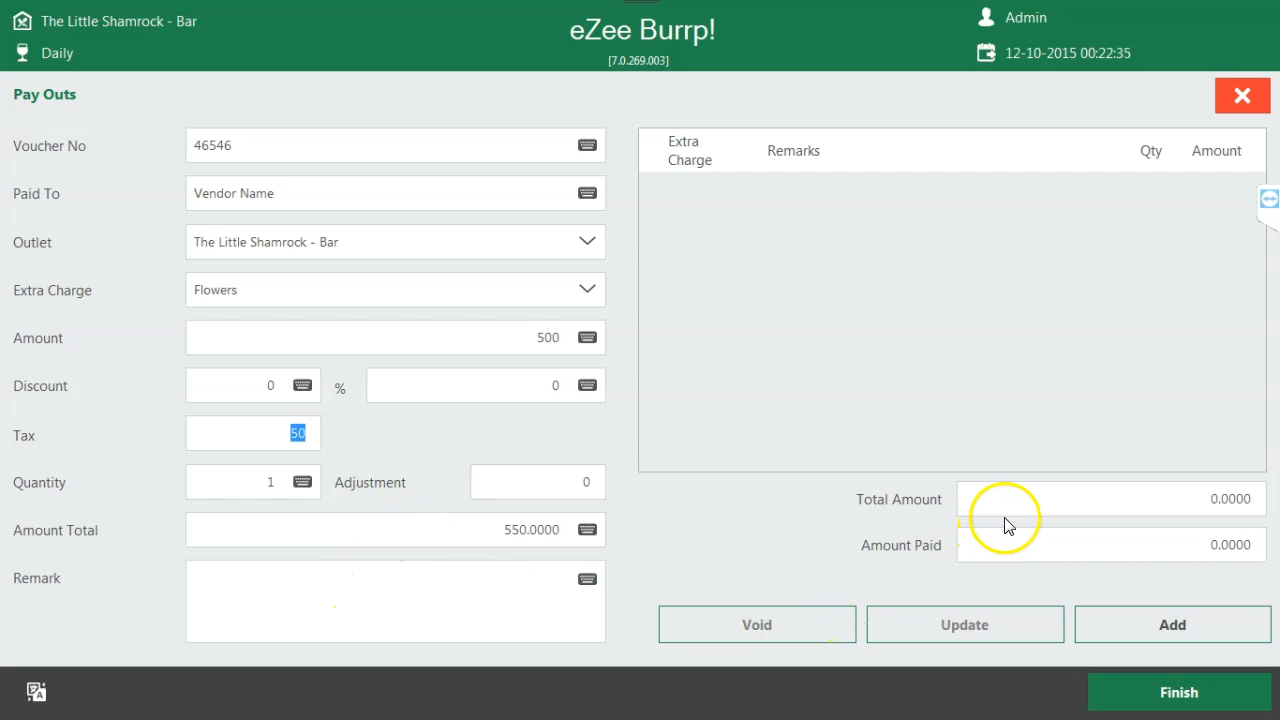 The Little Shamrock - Bar
Daily
eZee Burrp!
[7.0.269.003]
Admin
12-10-2015 00:22:35
Pay Outs
Voucher No
46546
Paid To
Vendor Name
Outlet
The Little Shamrock - Bar
Extra Charge
Flowers
Amount
500
Discount
0
%
0
Tax
50
Quantity
1
Adjustment
0
Amount Total
550.0000
Remark
Extra
Charge
Remarks
Qty
Amount
Total Amount
0.0000
Amount Paid
0.0000
Void
Update
Add
Finish